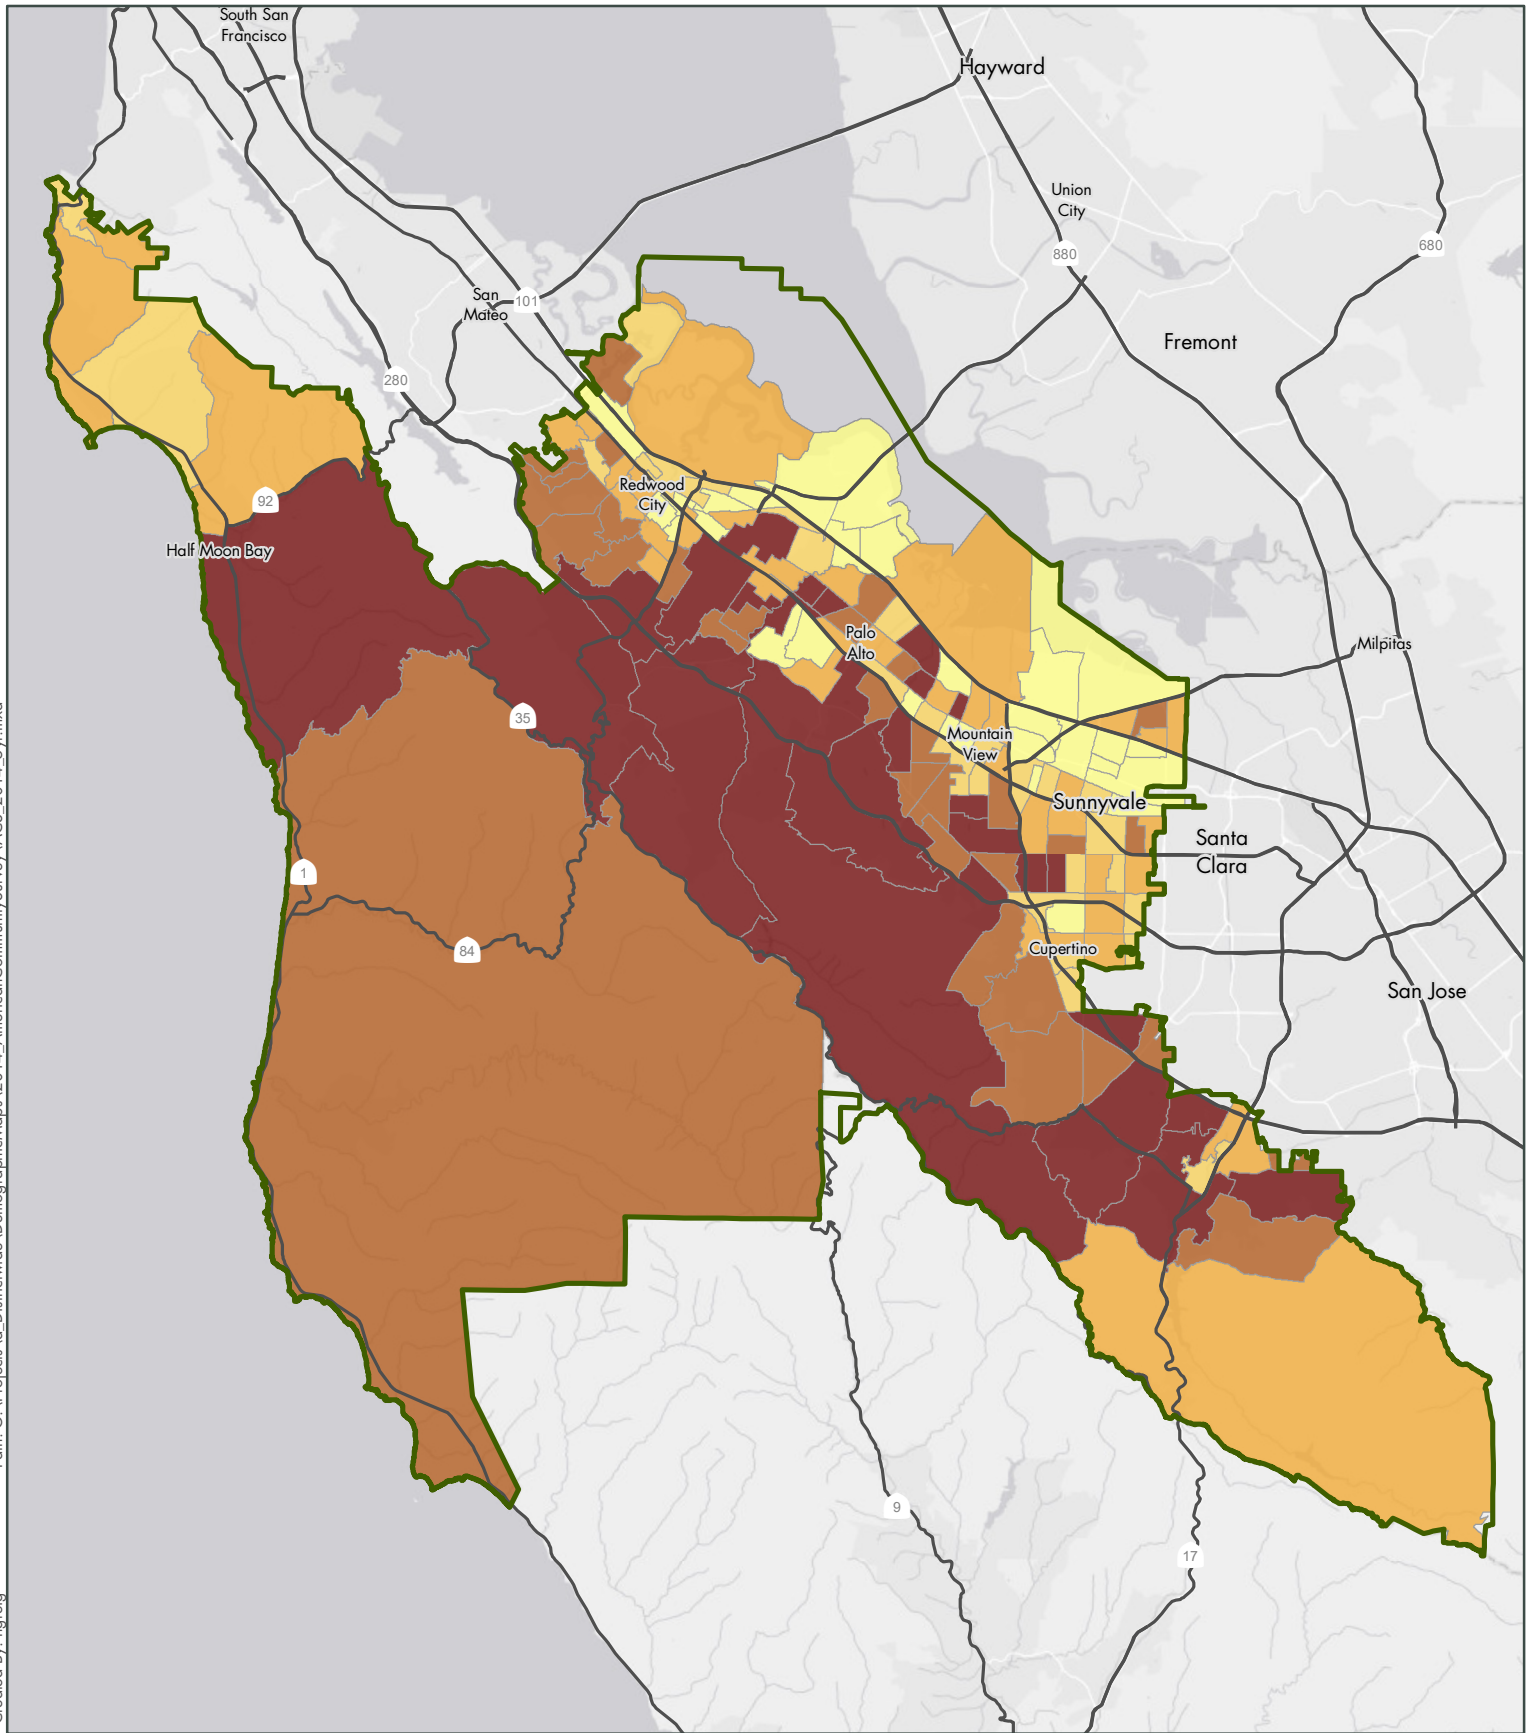 South San
Francisco
Hayward
Union
City
880
680
San
Mateo
101
Fremont
280
Redwood
City
92
Half Moon Bay
Palo
Alto
Milpitas
35
Mountain
View
Sunnyvale
Santa
Clara
1
84
Cupertino
San Jose
9
17